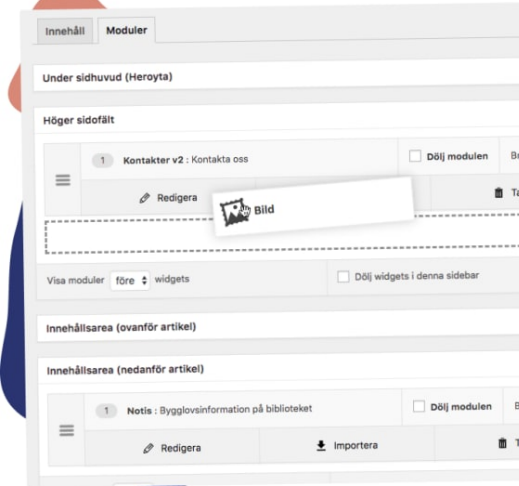 Innehåll Moduler
Under sidhuvud (Heroyta)
Höger sidofält
1 Kontakter v2 : Kontakta oss Dölj modulen
Redigera
Bild
Visa moduler före widgets Dölj widgets i denna sidebar
Innehållsarea (ovanför artikel)
Innehållsarea (nedanför artikel)
1 Notis : Bygglovsinformation på biblioteket Dölj modulen
Redigera Importera